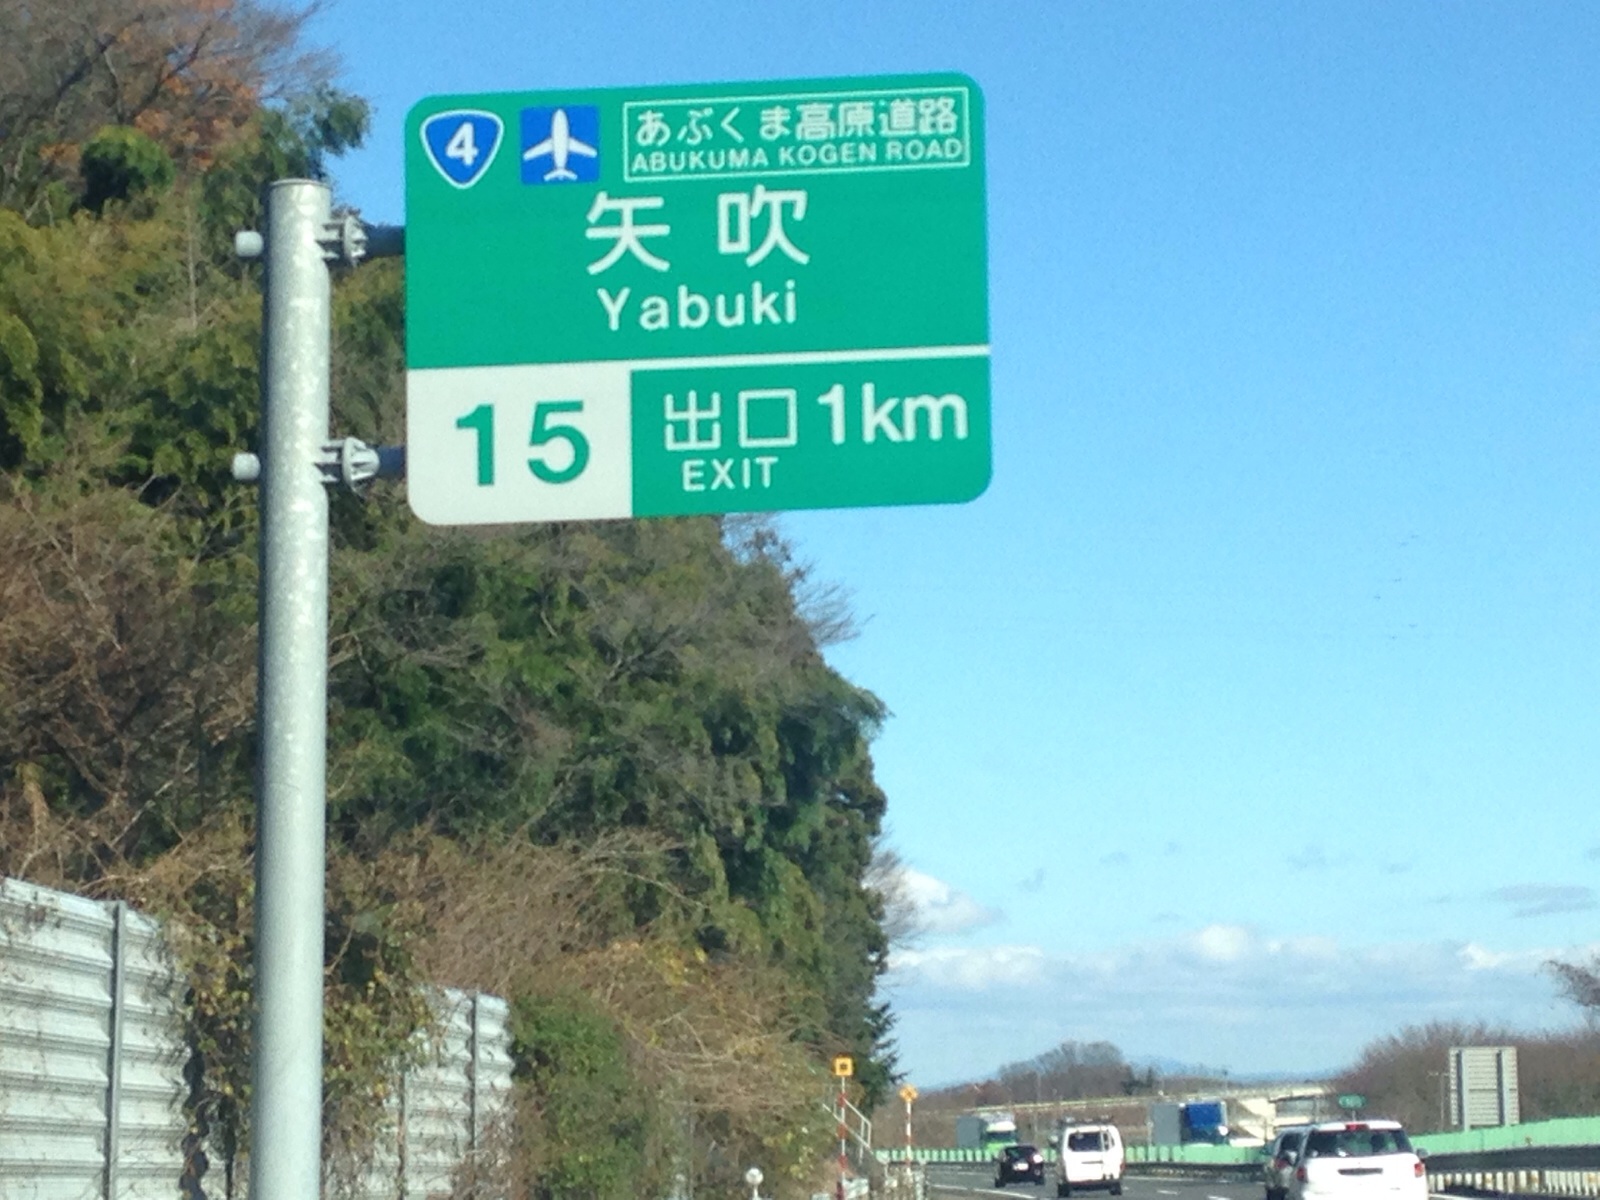 4
あぶくま高原道路
ABUKUMA KOGEN ROAD
矢吹
Yabuki
15
出口 1km
EXIT